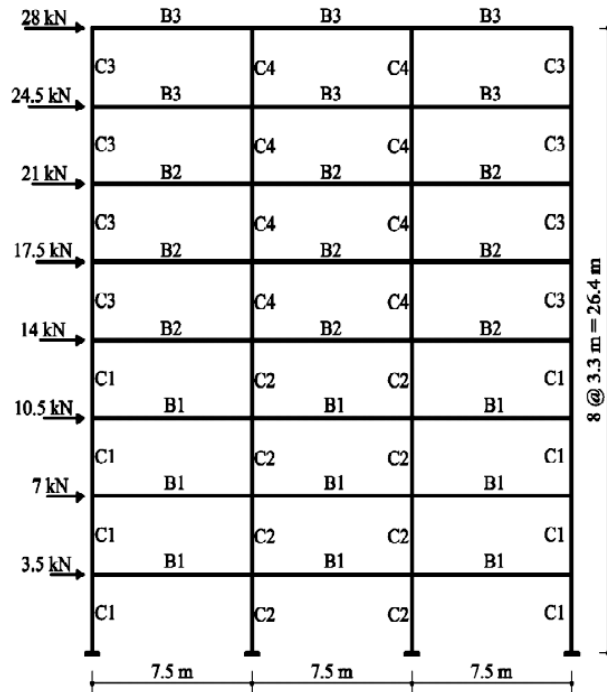 28 kN B3 B3 B3
C3 C4 C4 C3
24.5 kN B3 B3 B3
C3 C4 C4 C3
21 kN B2 B2 B2
C3 C4 C4 C3
17.5 kN B2 B2 B2
C3 C4 C4 C3
14 kN B2 B2 B2
C1 C2 C2 C1
10.5 kN B1 B1 B1
C1 C2 C2 C1
7 kN B1 B1 B1
C1 C2 C2 C1
3.5 kN B1 B1 B1
C1 C2 C2 C1
7.5 m 7.5 m 7.5 m
8 @ 3.3 m = 26.4 m